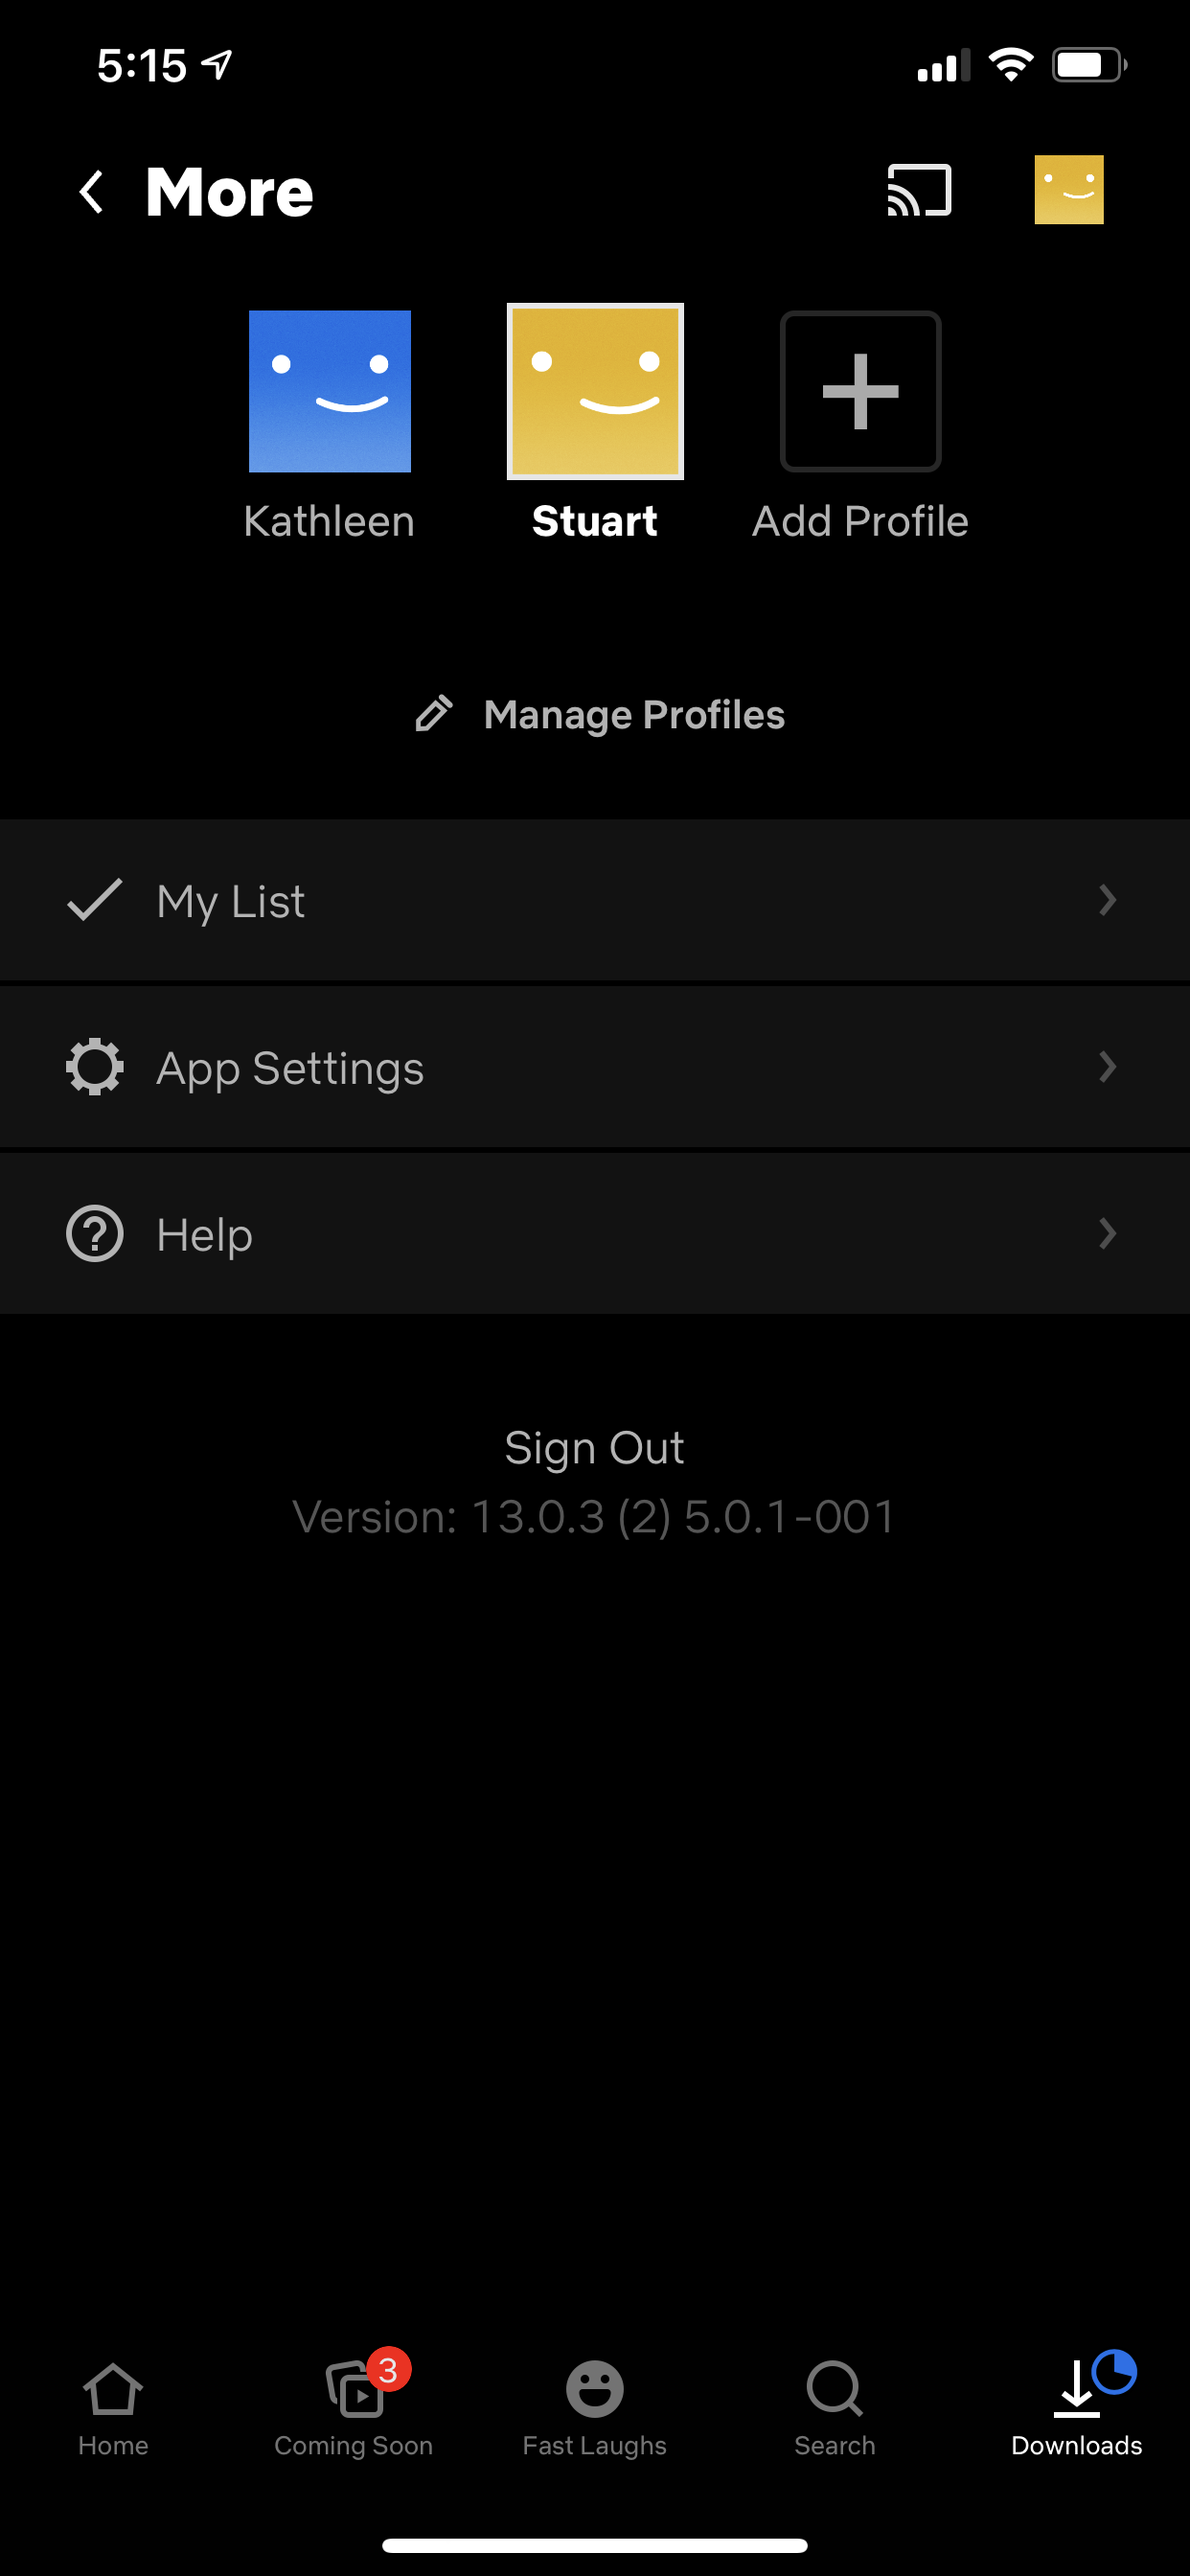 5:15
More
Kathleen Stuart Add Profile
Manage Profiles
My List
App Settings
Help
Sign Out
Version: 13.0.3 (2) 5.0.1-001
3
Home Coming Soon Fast Laughs Search Downloads